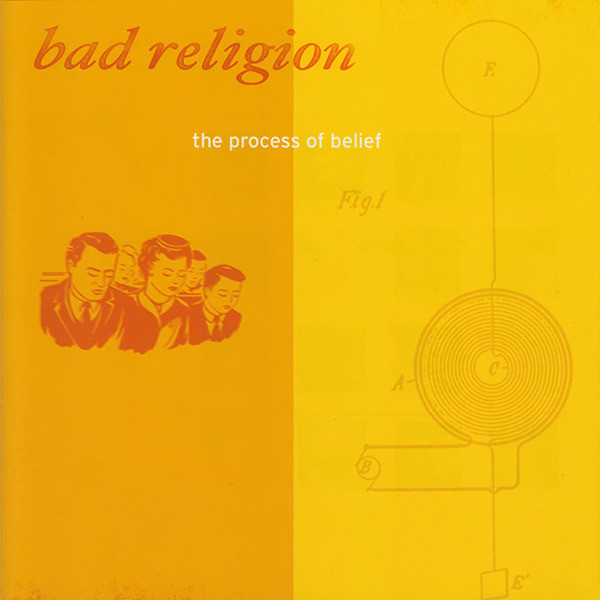 bad religion
E
the process of belief
Fig 1
A
C
B
E'